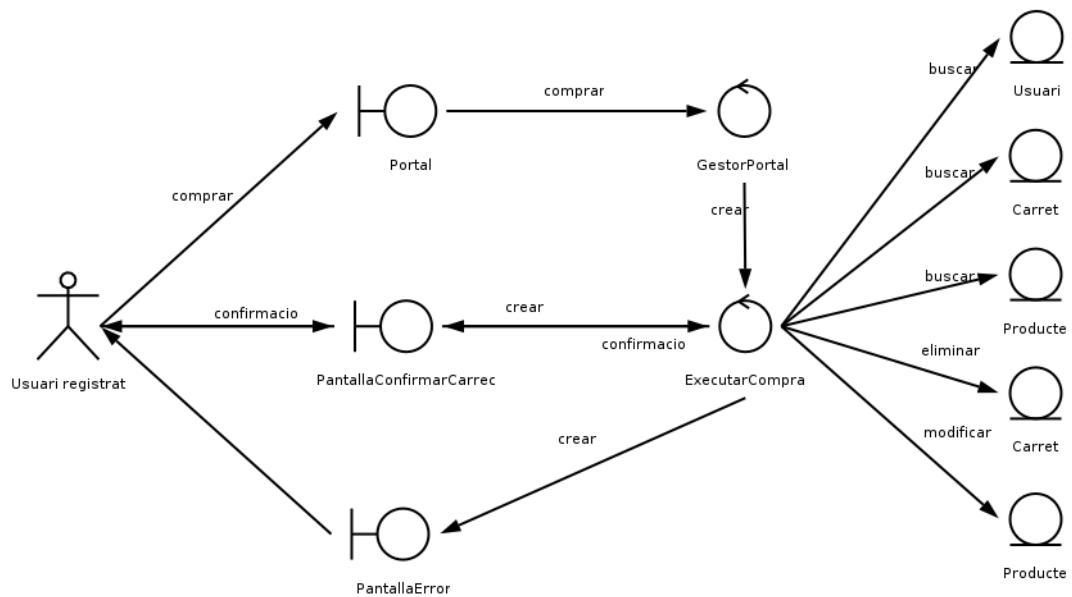 buscar
Usuari
comprar
Portal
GestorPortal
comprar
buscar
Carret
crear
buscar
Producte
confirmacio
crear
confirmacio
eliminar
Usuari registrat
PantallaConfirmarCarrec
ExecutarCompra
Carret
crear
modificar
PantallaError
Producte